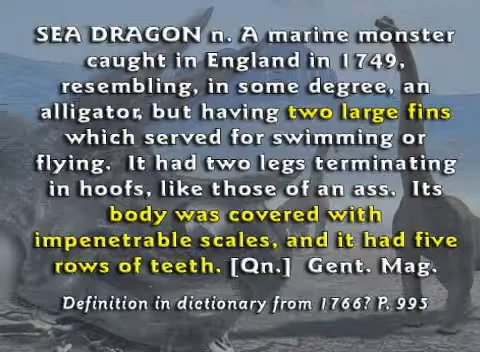 SEA DRAGON n. A marine monster
caught in England in 1749,
resembling, in some degree, an
alligator, but having two large fins
which served for swimming or
flying. It had two legs terminating
in hoofs, like those of an ass. Its
body was covered with
impenetrable scales, and it had five
rows of teeth. [Qn.] Gent. Mag.
Definition in dictionary from 1766? P. 995